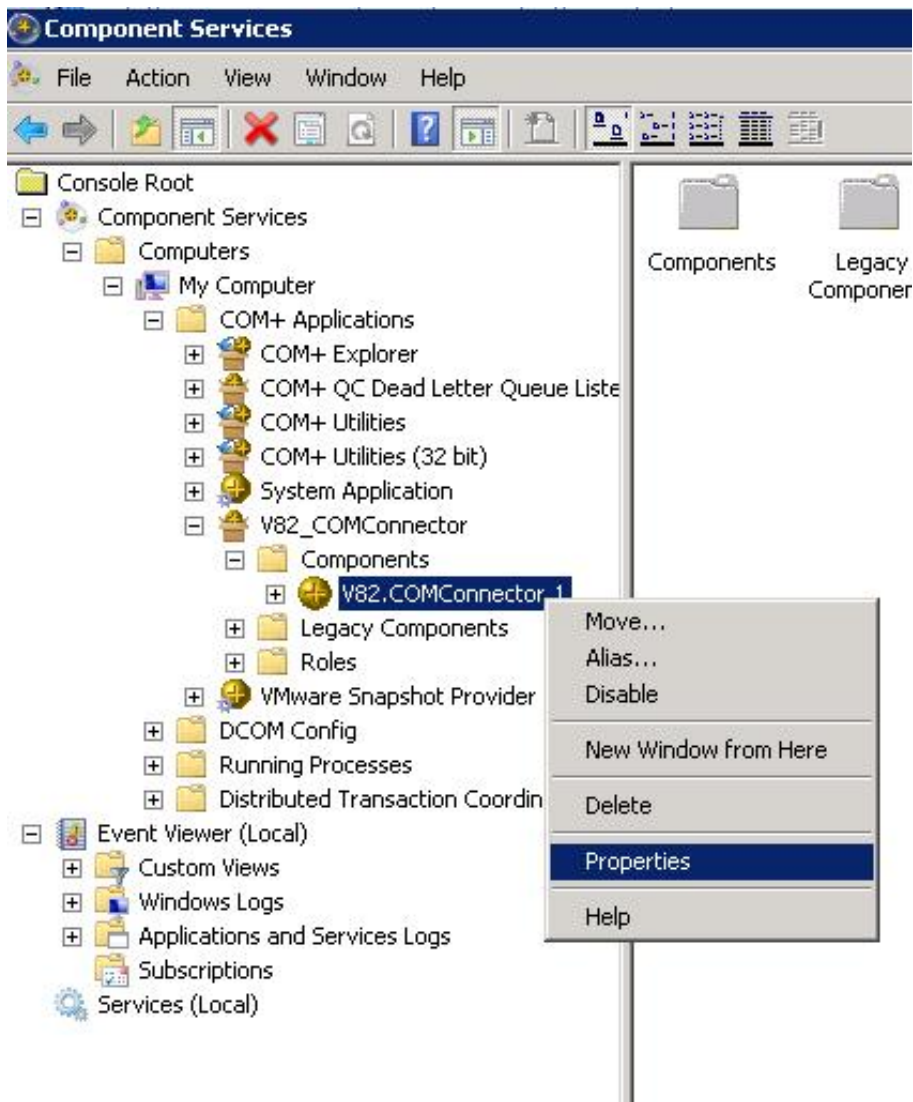 Component Services
File Action View Window Help
Console Root
Component Services
Computers
My Computer
COM+ Applications
COM+ Explorer
COM+ QC Dead Letter Queue Liste
COM+ Utilities
COM+ Utilities (32 bit)
System Application
V82_COMConnector
Components
V82.COMConnector.1
Legacy Components
Roles
VMware Snapshot Provider
DCOM Config
Running Processes
Distributed Transaction Coordin
Event Viewer (Local)
Custom Views
Windows Logs
Applications and Services Logs
Subscriptions
Services (Local)
Components
Legacy
Componen
Move...
Alias...
Disable
New Window from Here
Delete
Properties
Help